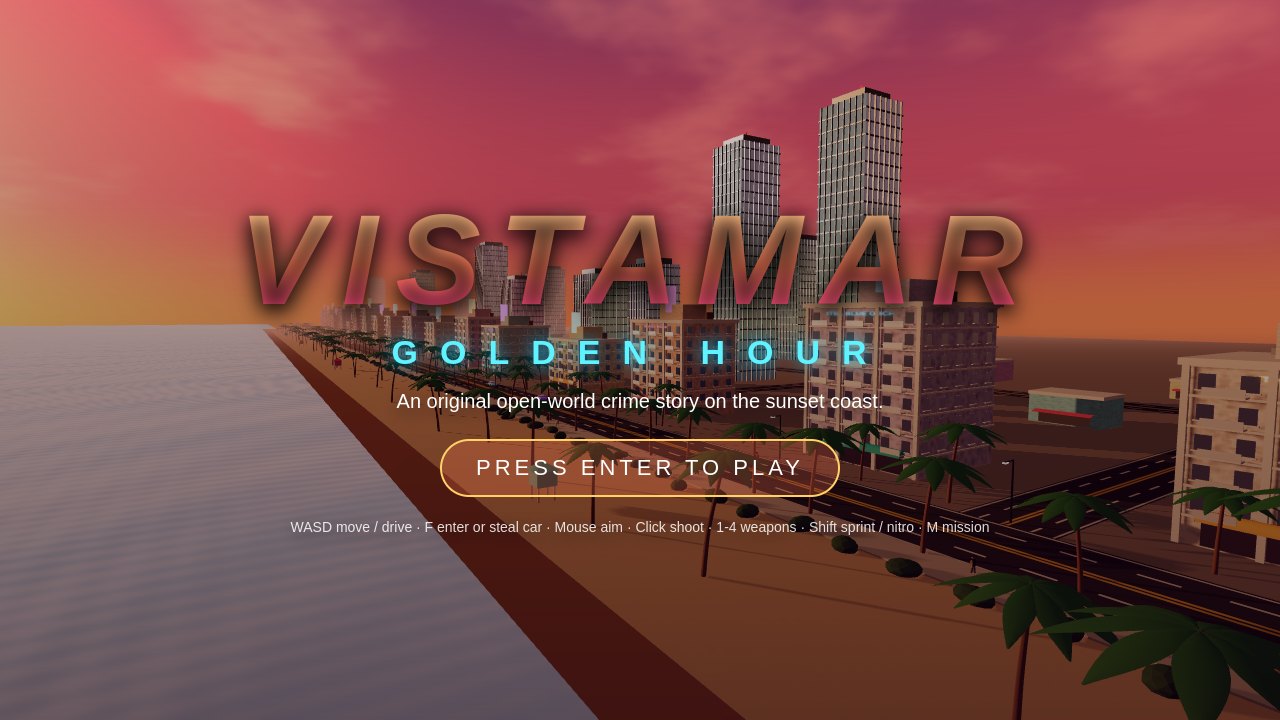 VISTAMAR
GOLDEN HOUR
An original open-world crime story on the sunset coast.
PRESS ENTER TO PLAY
WASD move / drive · F enter or steal car · Mouse aim · Click shoot · 1-4 weapons · Shift sprint / nitro · M mission